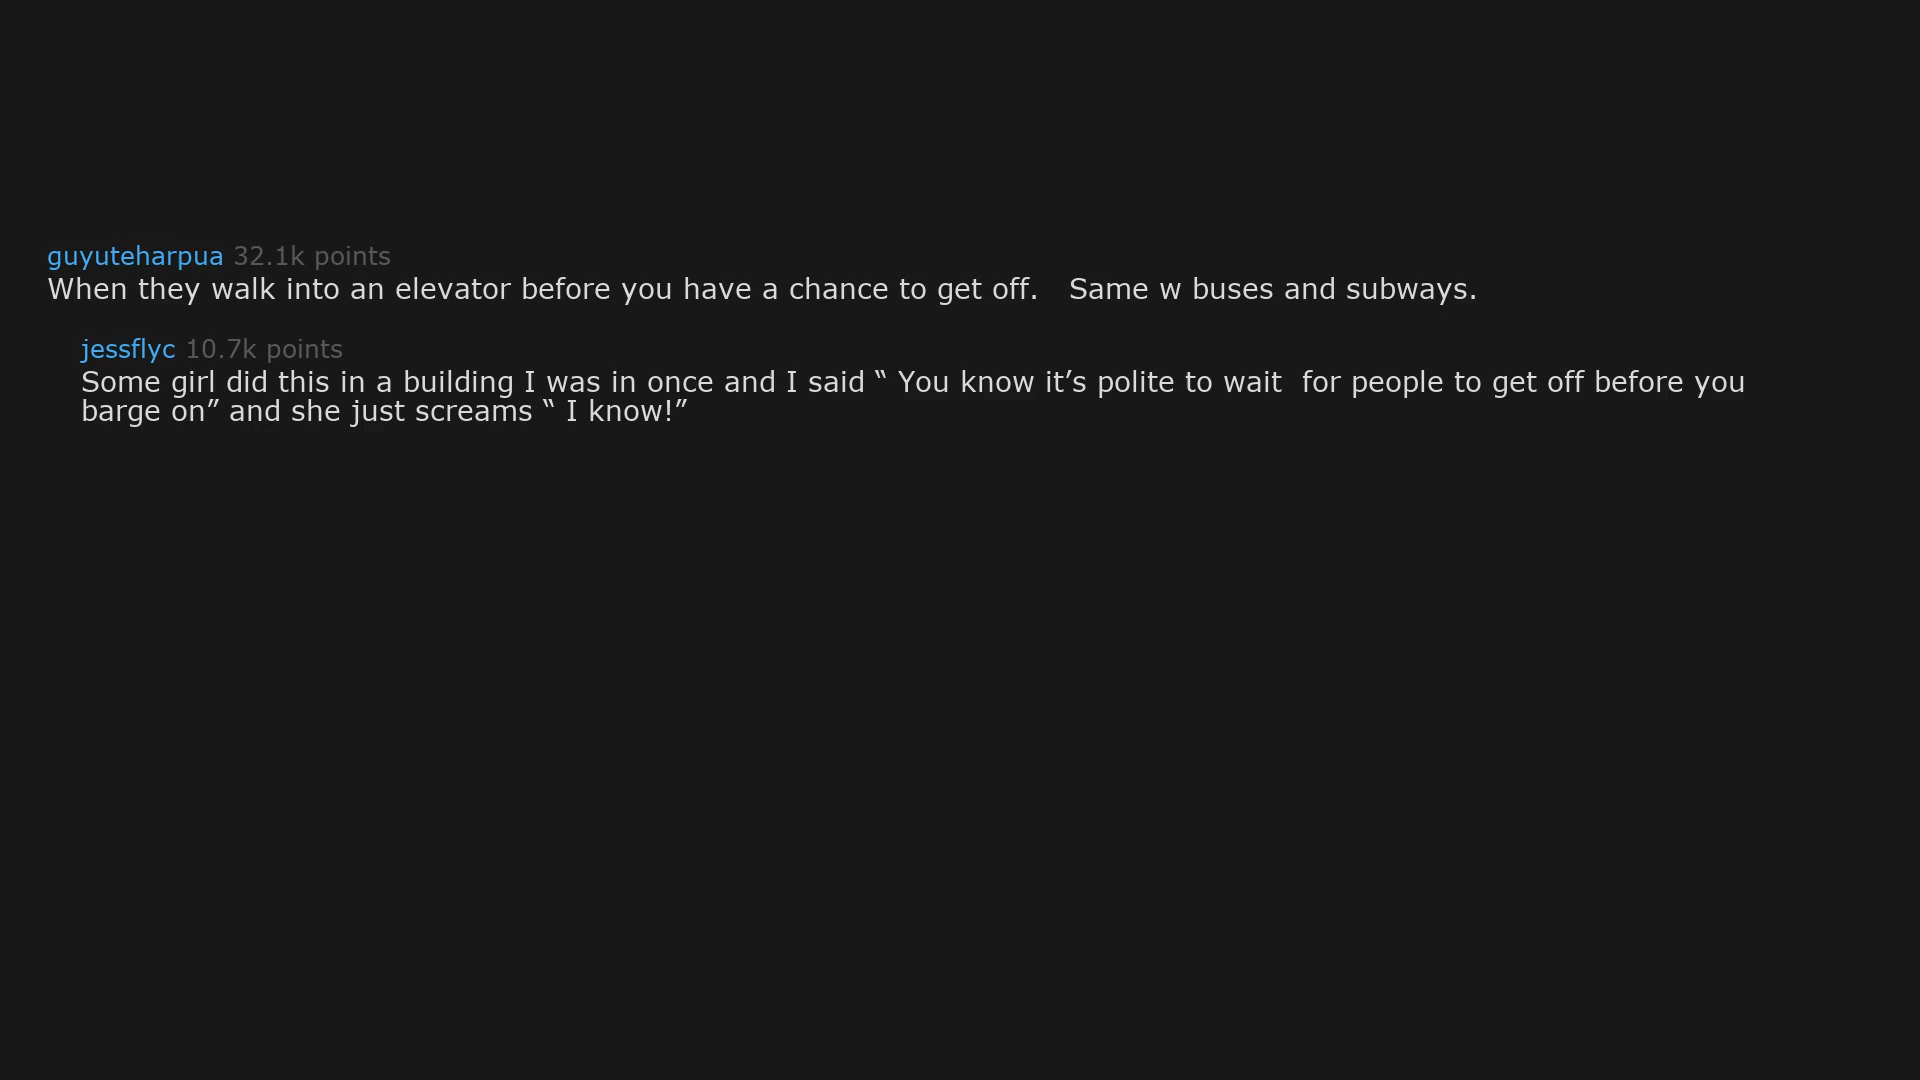 guyuteharpua 32.1k points
When they walk into an elevator before you have a chance to get off.   Same w buses and subways.
jessflyc 10.7k points
Some girl did this in a building I was in once and I said “ You know it’s polite to wait  for people to get off before you
barge on” and she just screams “ I know!”